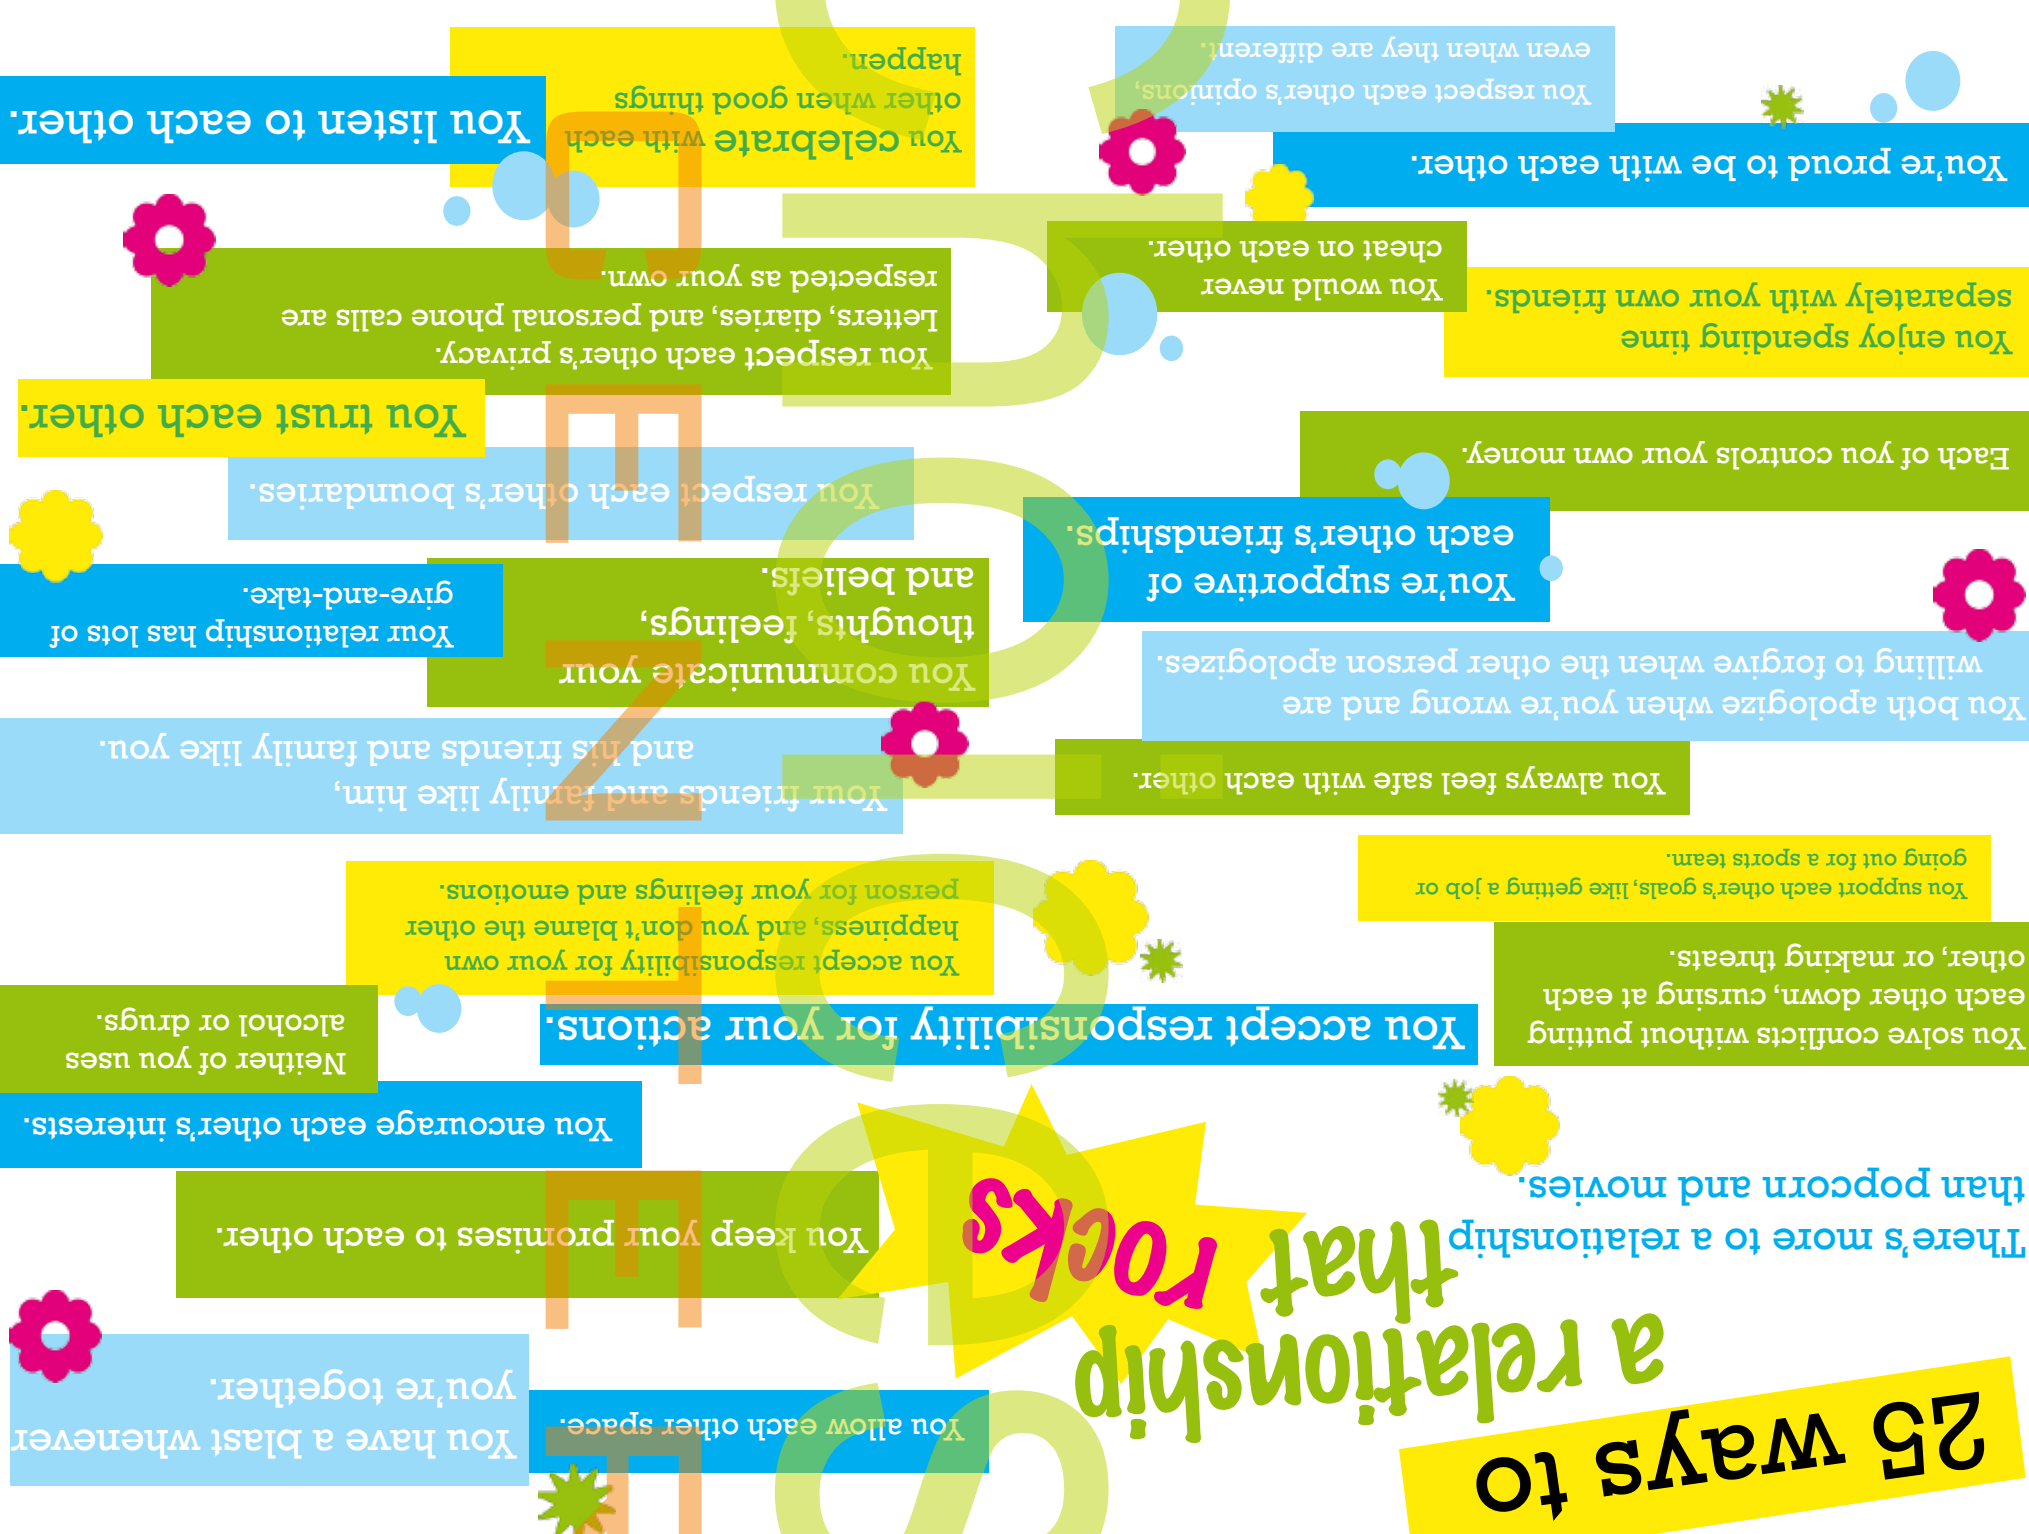 25 ways to
a relationship
that
rocks
There's more to a relationship
than popcorn and movies.
You solve conflicts without putting
each other down, cursing at each
other, or making threats.
You support each other's goals, like getting a job or
going out for a sports team.
You always feel safe with each other.
You both apologize when you're wrong and are
willing to forgive when the other person apologizes.
You're supportive of
each other's friendships.
Each of you controls your own money.
You enjoy spending time
separately with your own friends.
You would never
cheat on each other.
You're proud to be with each other.
You respect each other's opinions,
even when they are different.
You allow each other space.
You have a blast whenever
you're together.
You keep your promises to each other.
You encourage each other's interests.
Neither of you uses
alcohol or drugs.
You accept responsibility for your actions.
You accept responsibility for your own
happiness, and you don't blame the other
person for your feelings and emotions.
Your friends and family like him,
and his friends and family like you.
You communicate your
thoughts, feelings,
and beliefs.
Your relationship has lots of
give-and-take.
You respect each other's boundaries.
You trust each other.
You respect each other's privacy.
Letters, diaries, and personal phone calls are
respected as your own.
You celebrate with each
other when good things
happen.
You listen to each other.